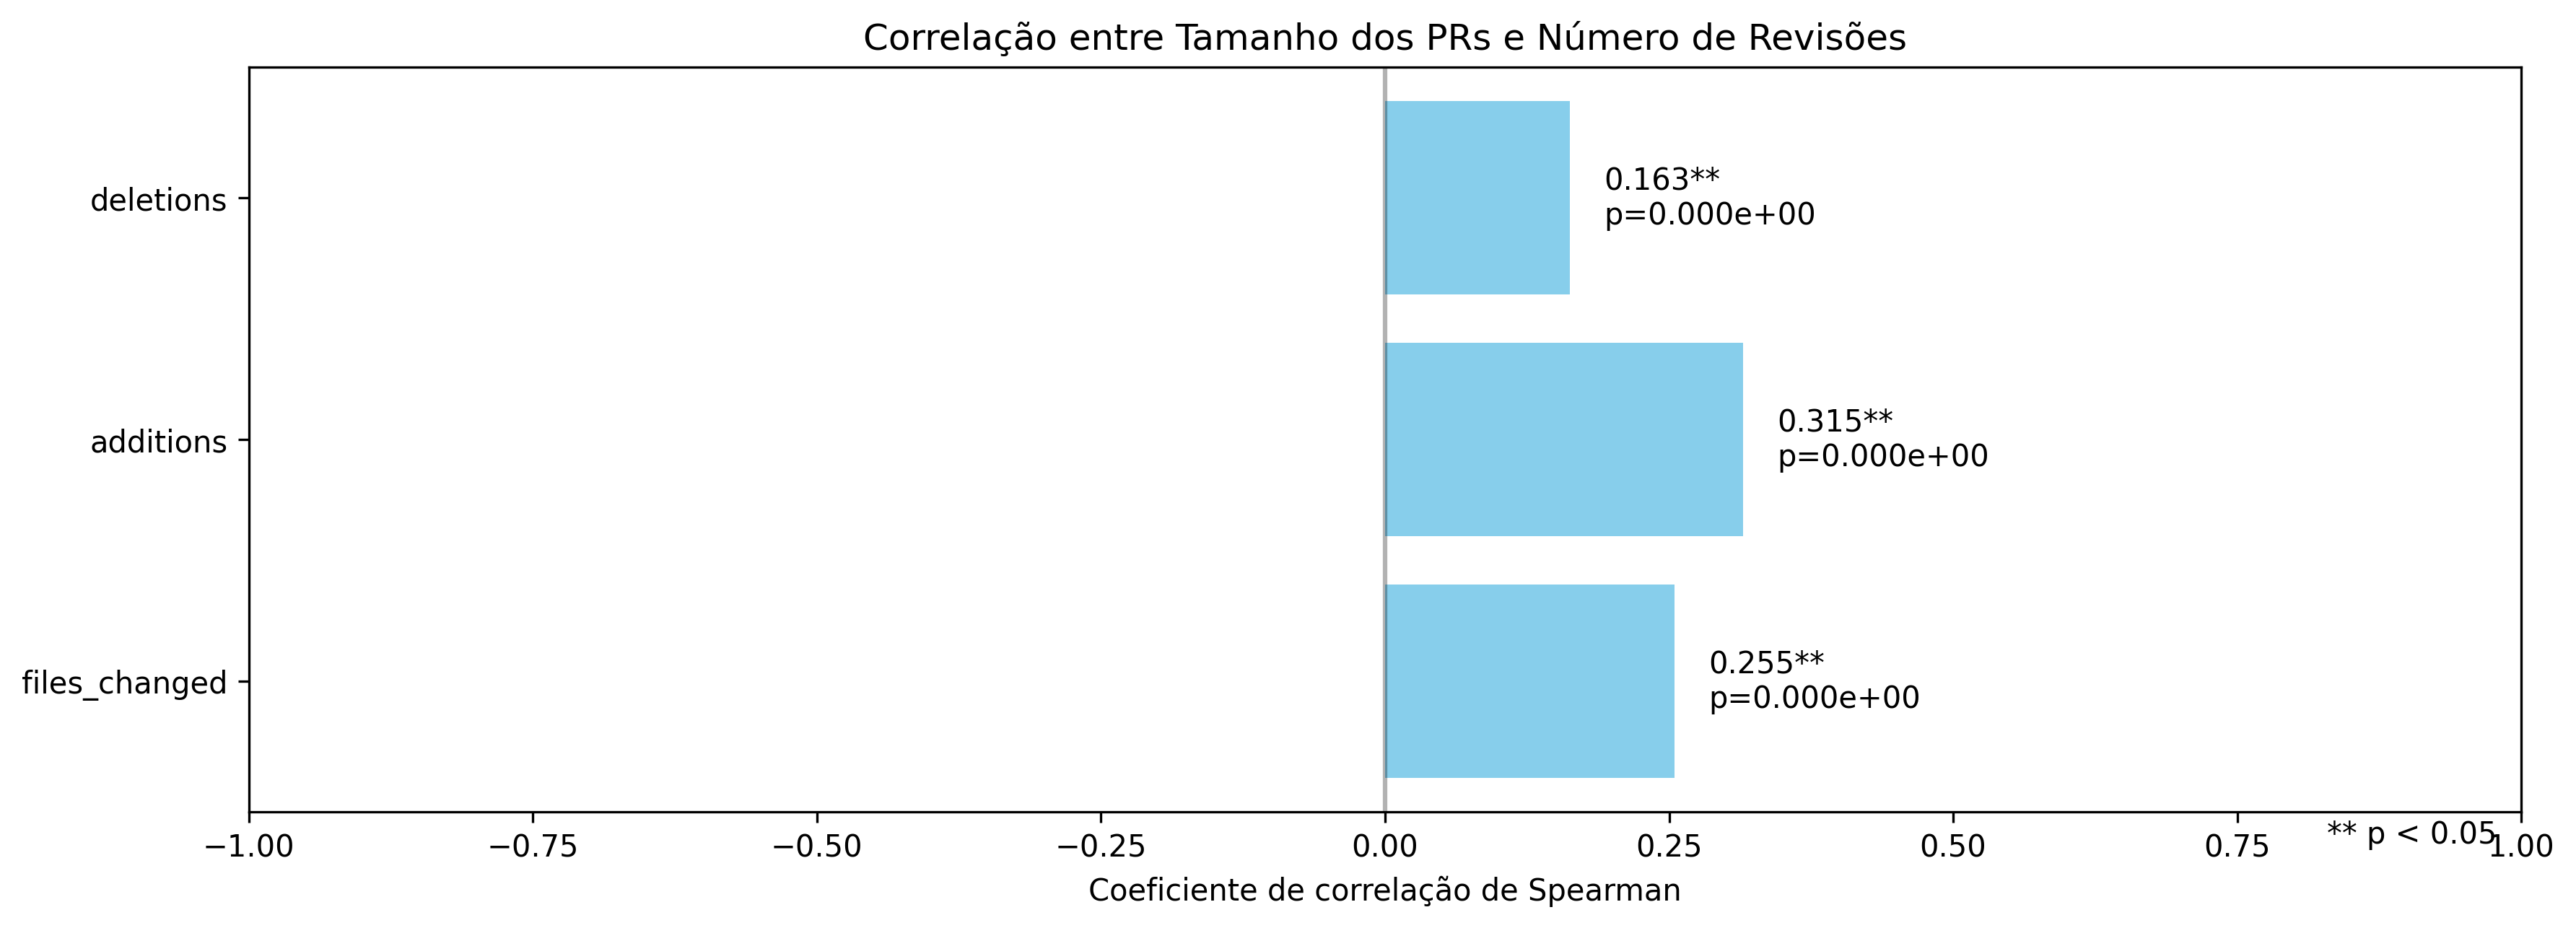 Correlação entre Tamanho dos PRs e Número de Revisões
deletions
0.163**
p=0.000e+00
additions
0.315**
p=0.000e+00
files_changed
0.255**
p=0.000e+00
−1.00 −0.75 −0.50 −0.25 0.00 0.25 0.50 0.75 1.00
** p < 0.05
Coeficiente de correlação de Spearman